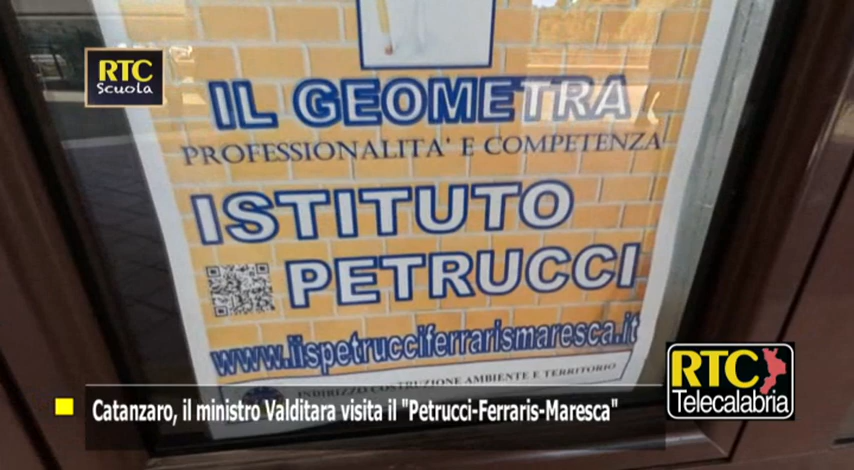 RTC
Scuola
IL GEOMETRA
PROFESSIONALITA' E COMPETENZA
ISTITUTO
PETRUCCI
www.iispetrucciferrarismaresca.it
INDIRIZZO COSTRUZIONE AMBIENTE E TERRITORIO
Catanzaro, il ministro Valditara visita il "Petrucci-Ferraris-Maresca"
RTC
Telecalabria